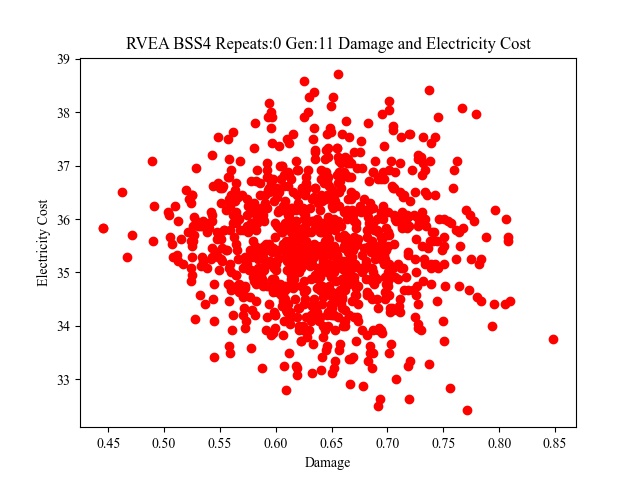 RVEA BSS4 Repeats:0 Gen:11 Damage and Electricity Cost
39
38
37
36
35
34
33
Electricity Cost
0.45 0.50 0.55 0.60 0.65 0.70 0.75 0.80 0.85
Damage